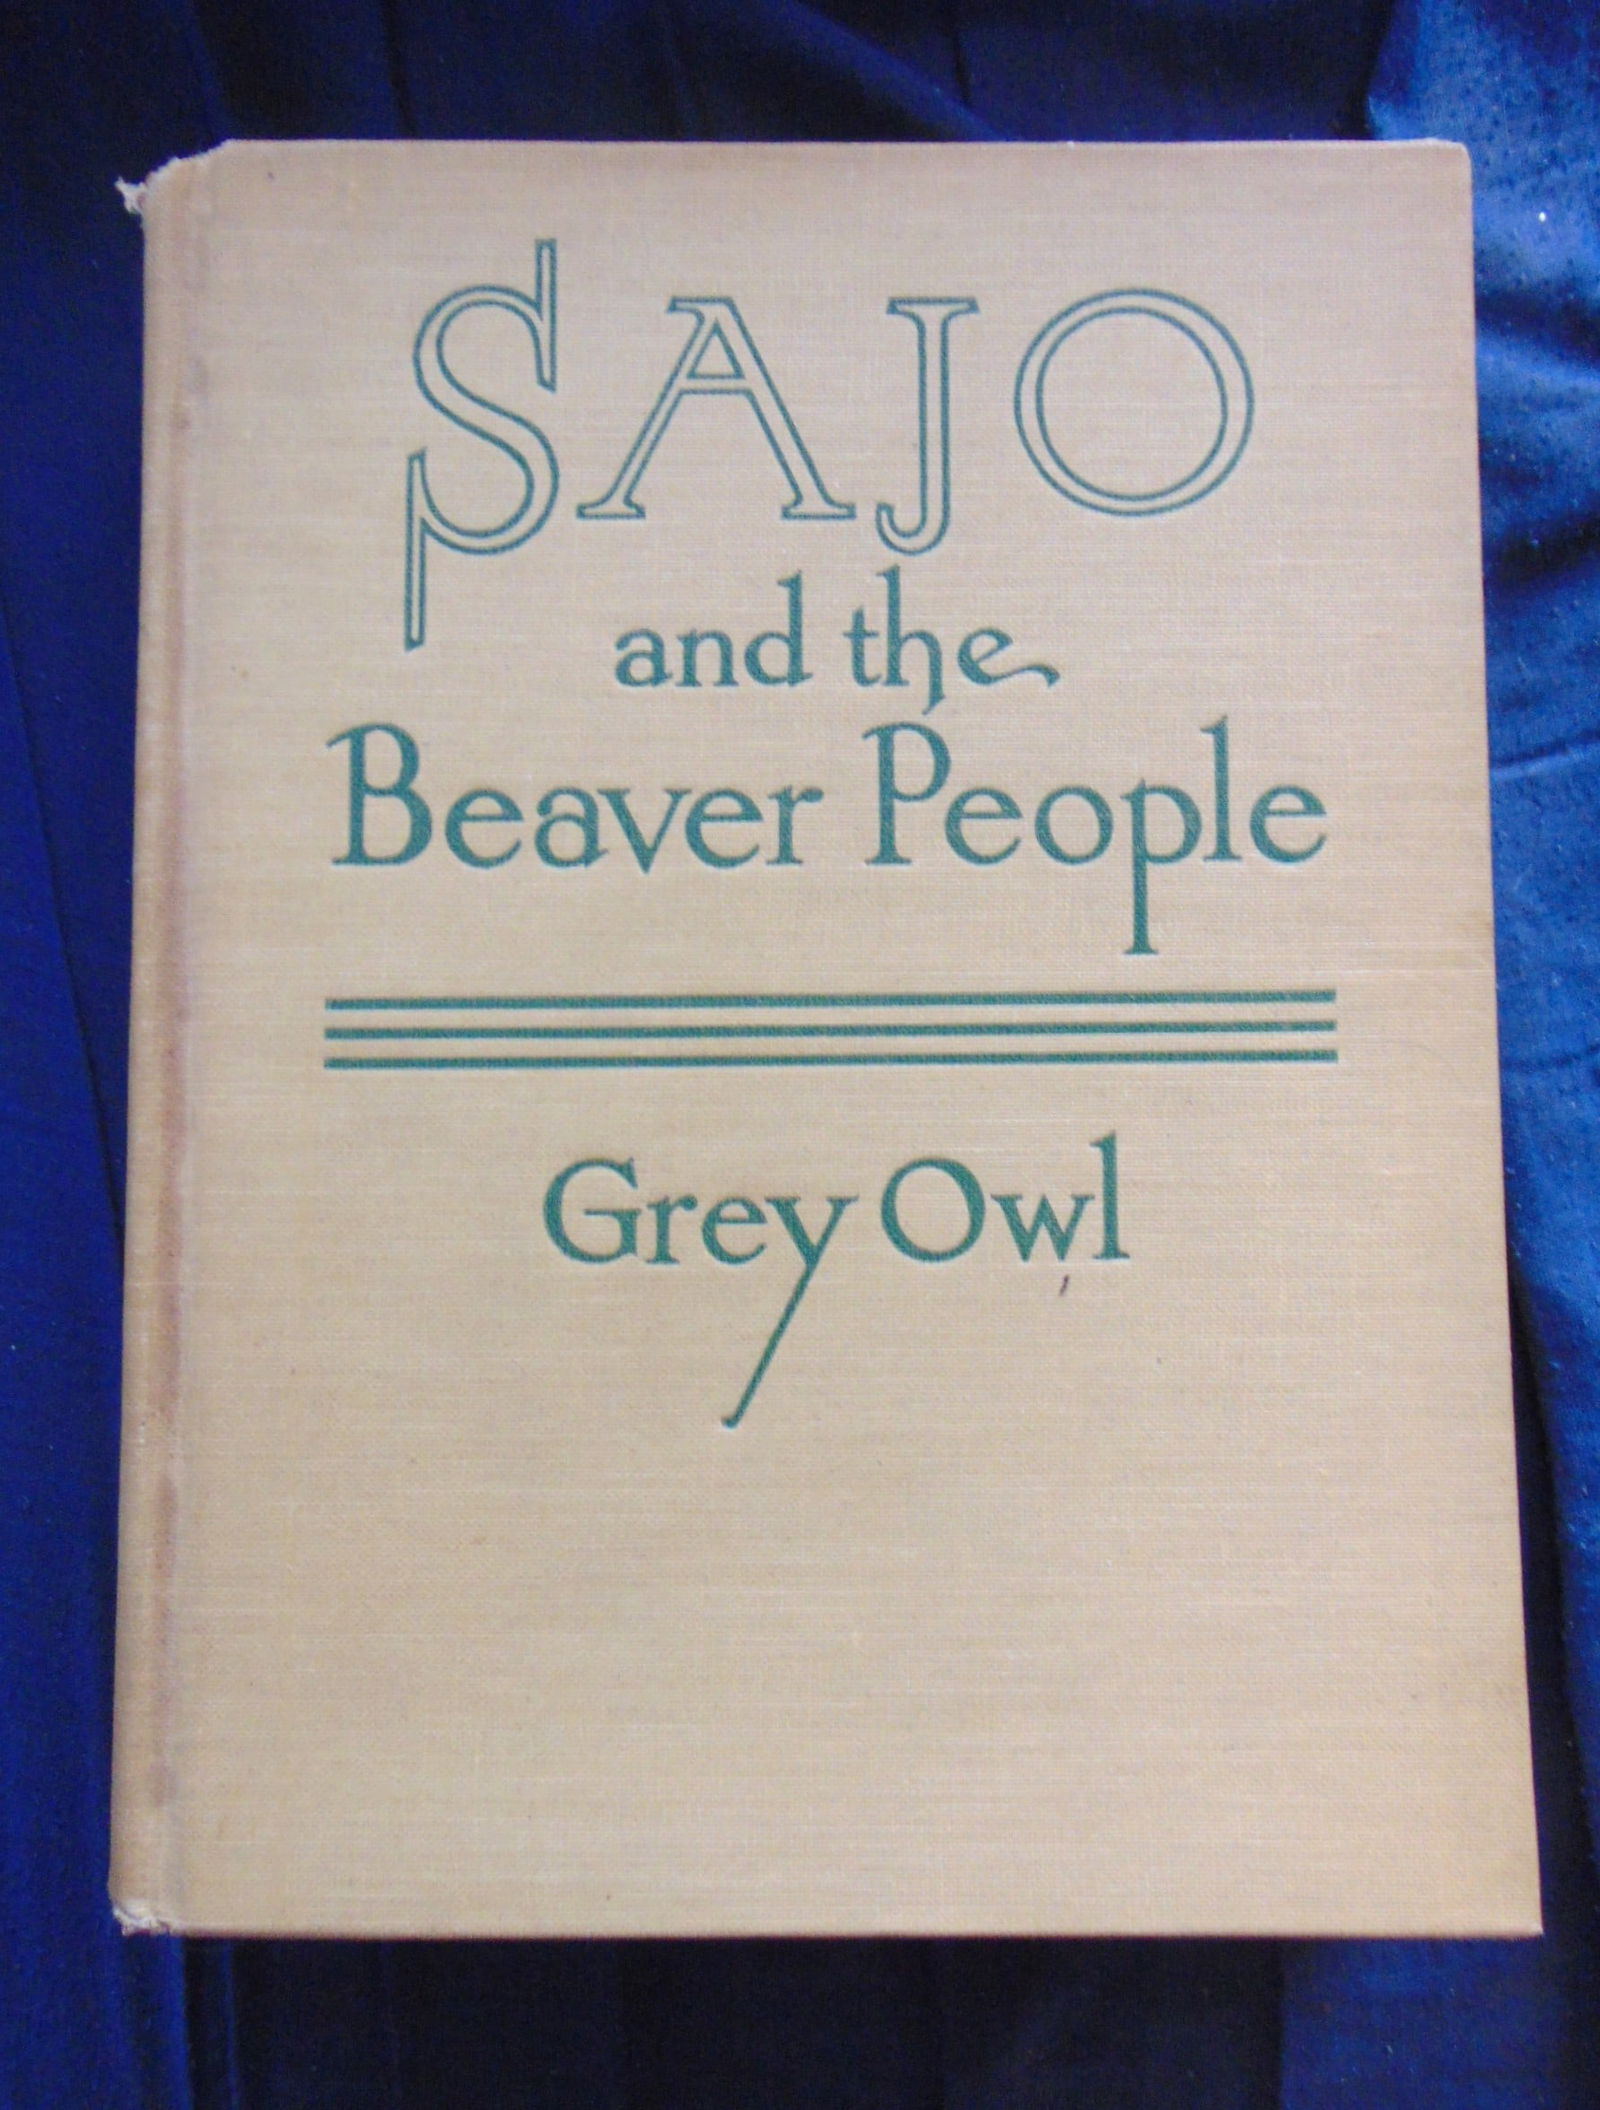 SAJO
and the
Beaver People
Grey Owl